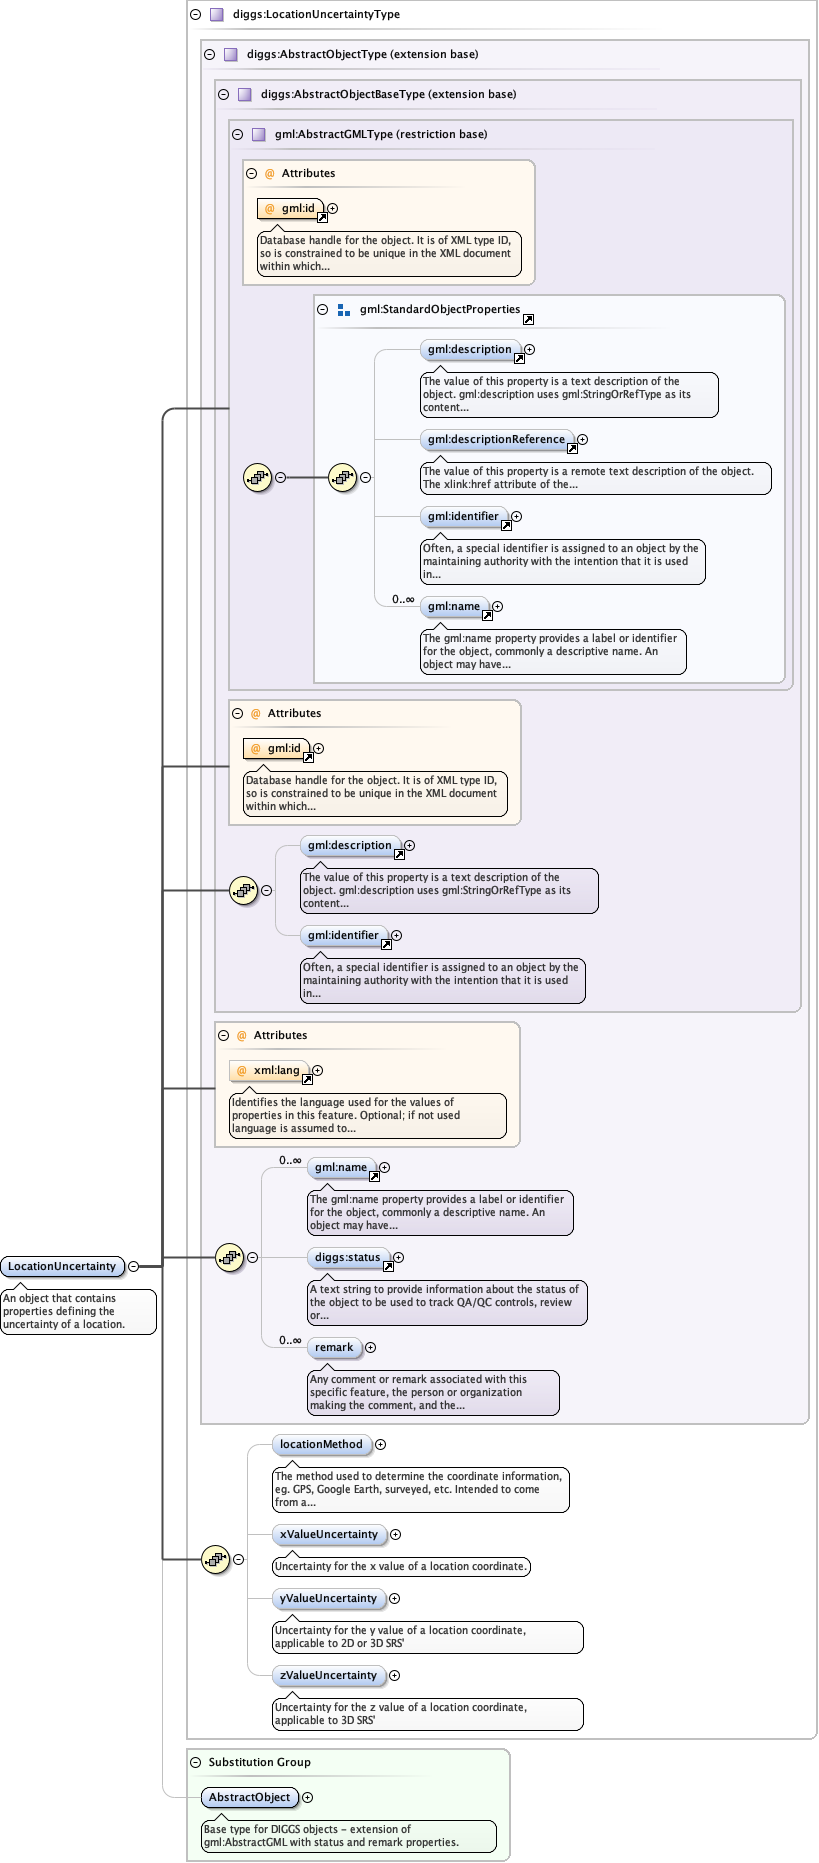 diggs:LocationUncertaintyType
diggs:AbstractObjectType (extension base)
diggs:AbstractObjectBaseType (extension base)
gml:AbstractGMLType (restriction base)
@ Attributes
@ gml:id
Database handle for the object. It is of XML type ID,
so is constrained to be unique in the XML document
within which...
gml:StandardObjectProperties
gml:description
The value of this property is a text description of the
object. gml:description uses gml:StringOrRefType as its
content...
gml:descriptionReference
The value of this property is a remote text description of the object.
The xlink:href attribute of the...
gml:identifier
Often, a special identifier is assigned to an object by the
maintaining authority with the intention that it is used
in...
0..∞
gml:name
The gml:name property provides a label or identifier
for the object, commonly a descriptive name. An
object may have...
@ Attributes
@ gml:id
Database handle for the object. It is of XML type ID,
so is constrained to be unique in the XML document
within which...
gml:description
The value of this property is a text description of the
object. gml:description uses gml:StringOrRefType as its
content...
gml:identifier
Often, a special identifier is assigned to an object by the
maintaining authority with the intention that it is used
in...
@ Attributes
@ xml:lang
Identifies the language used for the values of
properties in this feature. Optional; if not used
language is assumed to...
0..∞
gml:name
The gml:name property provides a label or identifier
for the object, commonly a descriptive name. An
object may have...
diggs:status
A text string to provide information about the status of
the object to be used to track QA/QC controls, review
or...
0..∞
remark
Any comment or remark associated with this
specific feature, the person or organization
making the comment, and the...
LocationUncertainty
An object that contains
properties defining the
uncertainty of a location.
locationMethod
The method used to determine the coordinate information,
eg. GPS, Google Earth, surveyed, etc. Intended to come
from a...
xValueUncertainty
Uncertainty for the x value of a location coordinate.
yValueUncertainty
Uncertainty for the y value of a location coordinate,
applicable to 2D or 3D SRS'
zValueUncertainty
Uncertainty for the z value of a location coordinate,
applicable to 3D SRS'
Substitution Group
AbstractObject
Base type for DIGGS objects - extension of
gml:AbstractGML with status and remark properties.